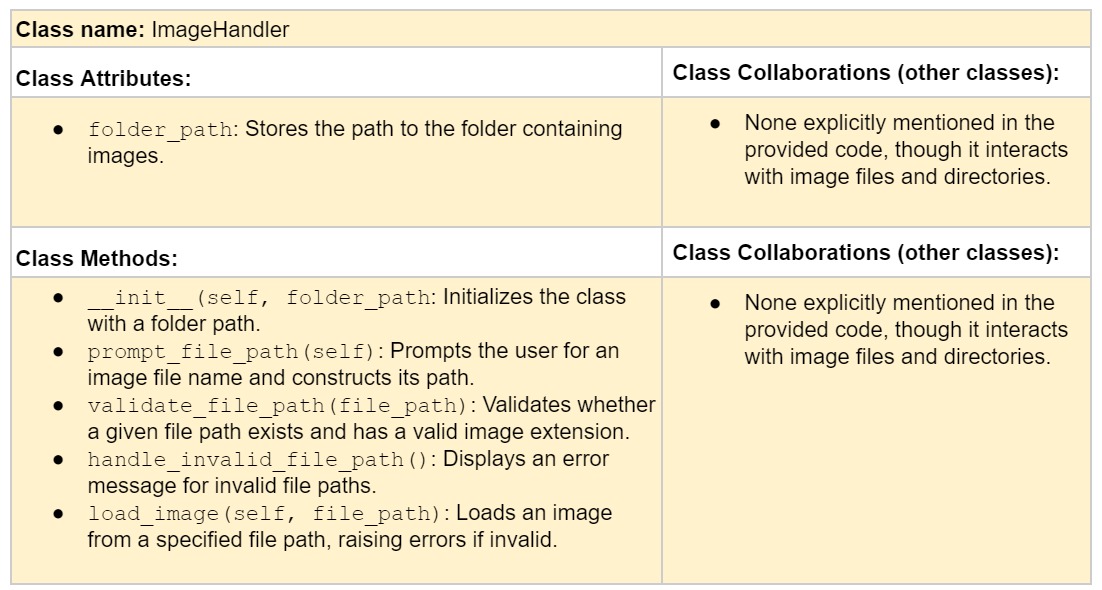 Class name: ImageHandler
Class Attributes:
Class Collaborations (other classes):
● folder_path: Stores the path to the folder containing
images.
● None explicitly mentioned in the
provided code, though it interacts
with image files and directories.
Class Methods:
Class Collaborations (other classes):
● __init__(self, folder_path: Initializes the class
with a folder path.
● prompt_file_path(self): Prompts the user for an
image file name and constructs its path.
● validate_file_path(file_path): Validates whether
a given file path exists and has a valid image extension.
● handle_invalid_file_path(): Displays an error
message for invalid file paths.
● load_image(self, file_path): Loads an image
from a specified file path, raising errors if invalid.
● None explicitly mentioned in the
provided code, though it interacts
with image files and directories.